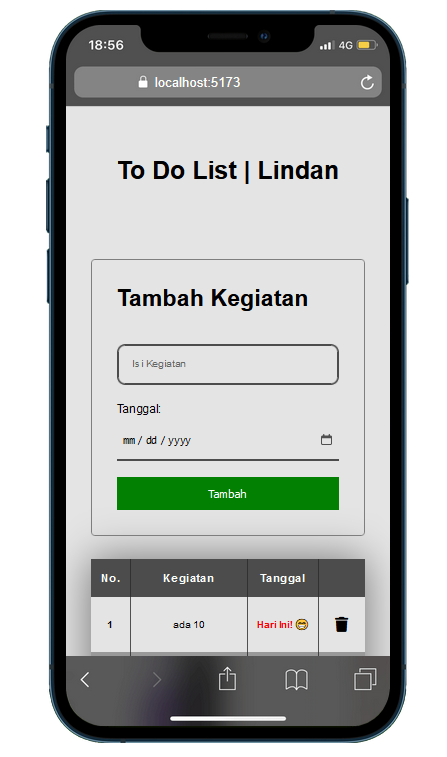 18:56 4G
localhost:5173
To Do List | Lindan
Tambah Kegiatan
Isi Kegiatan
Tanggal:
mm / dd / yyyy
Tambah
No. Kegiatan Tanggal
1 ada 10 Hari Ini! 😁